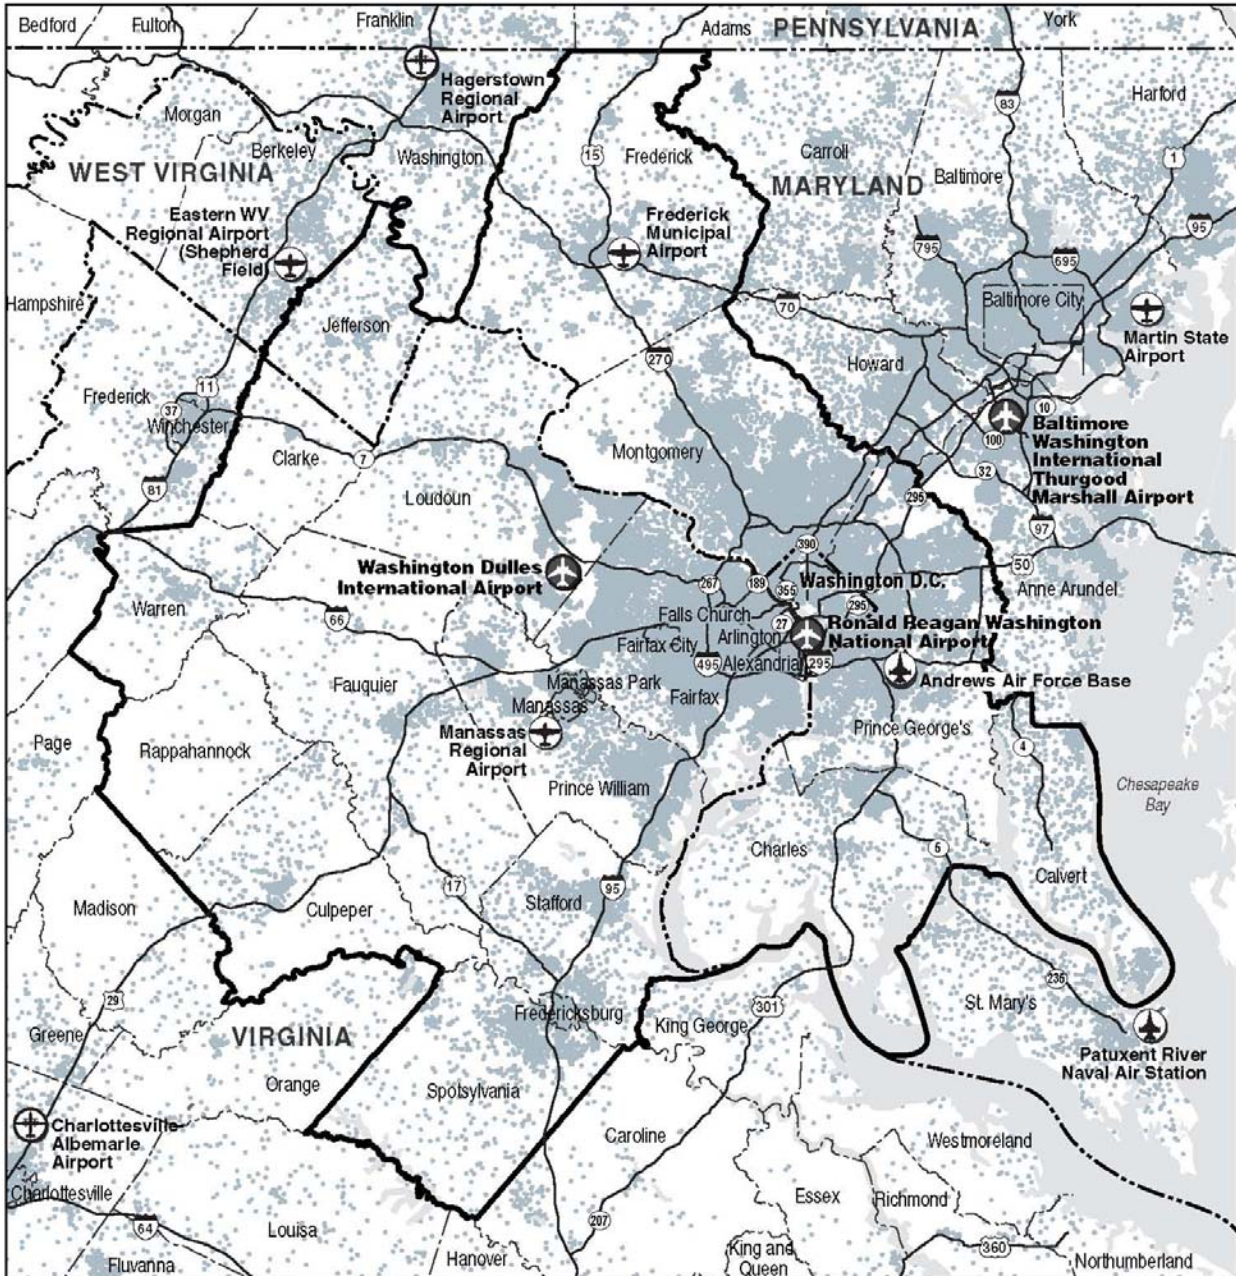 Bedford
Fulton
Franklin
Adams
PENNSYLVANIA
York
Hagerstown
Regional
Airport
83
Harford
Morgan
Berkeley
Washington
15
Frederick
Carroll
Baltimore
1
WEST VIRGINIA
MARYLAND
Eastern WV
Regional Airport
(Shepherd
Field)
Frederick
Municipal
Airport
795
695
95
Hampshire
Jefferson
70
Baltimore City
Martin State
Airport
270
Howard
Frederick
11
37
Winchester
10
100
Baltimore
Washington
International
Thurgood
Marshall Airport
Clarke
7
Montgomery
32
81
Loudoun
295
97
390
50
Washington Dulles
International Airport
267
189
355
Washington D.C.
Anne Arundel
Warren
66
295
Falls Church
27
Ronald Reagan Washington
National Airport
Fairfax City
Arlington
495
Alexandria
295
Andrews Air Force Base
Fauquier
Manassas Park
Manassas
Fairfax
Page
Rappahannock
Manassas
Regional
Airport
Prince George's
4
Prince William
Chesapeake
Bay
Charles
5
17
95
Calvert
Madison
Culpeper
Stafford
29
235
Fredericksburg
301
St. Mary's
Greene
VIRGINIA
King George
Patuxent River
Naval Air Station
Orange
Spotsylvania
Charlottesville-
Albemarle
Airport
Caroline
Westmoreland
Charlottesville
Essex
Richmond
64
Louisa
207
360
Fluvanna
Hanover
King and
Queen
Northumberland